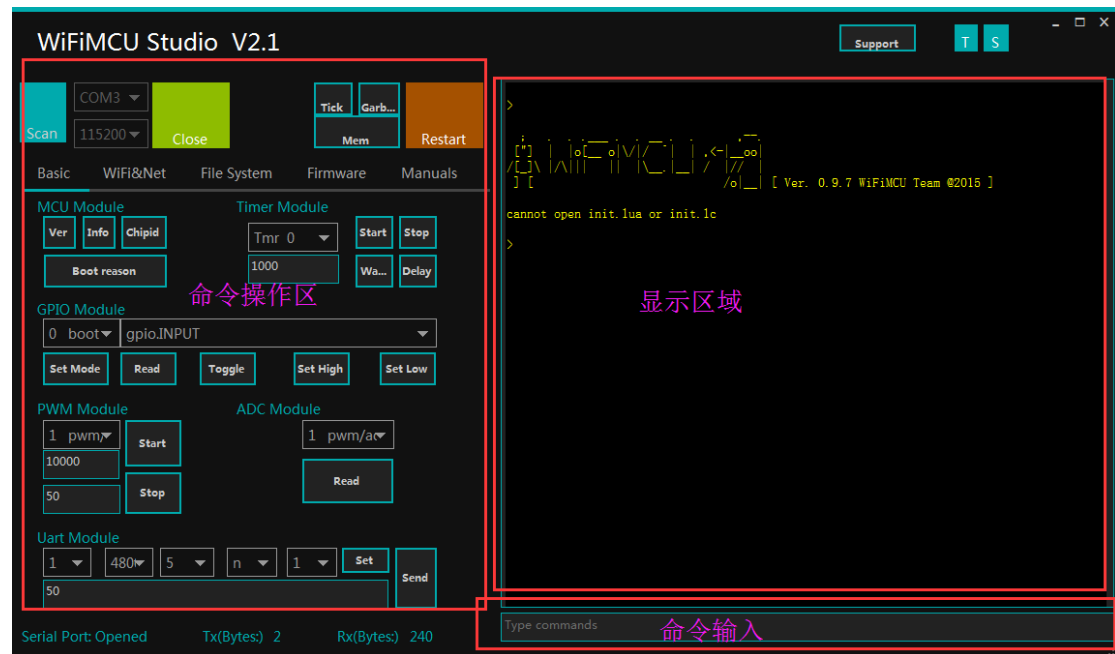 WiFiMCU Studio V2.1
Support
T S
Scan
COM3
115200
Close
Tick
Garb...
Mem
Restart
Basic WiFi&Net File System Firmware Manuals
MCU Module
Ver Info Chipid
Boot reason
Timer Module
Tmr 0 Start Stop
1000 Wa... Delay
命令操作区
GPIO Module
0 boot gpio.INPUT
Set Mode Read Toggle Set High Set Low
PWM Module
1 pwm/
10000
50
Start
Stop
ADC Module
1 pwm/a
Read
Uart Module
1 480 5 n 1 Set
50
Send
Serial Port: Opened Tx(Bytes:) 2 Rx(Bytes:) 240
>
[ Ver. 0.9.7 WiFiMCU Team @2015 ]
cannot open init.lua or init.lc
>
显示区域
Type commands
命令输入